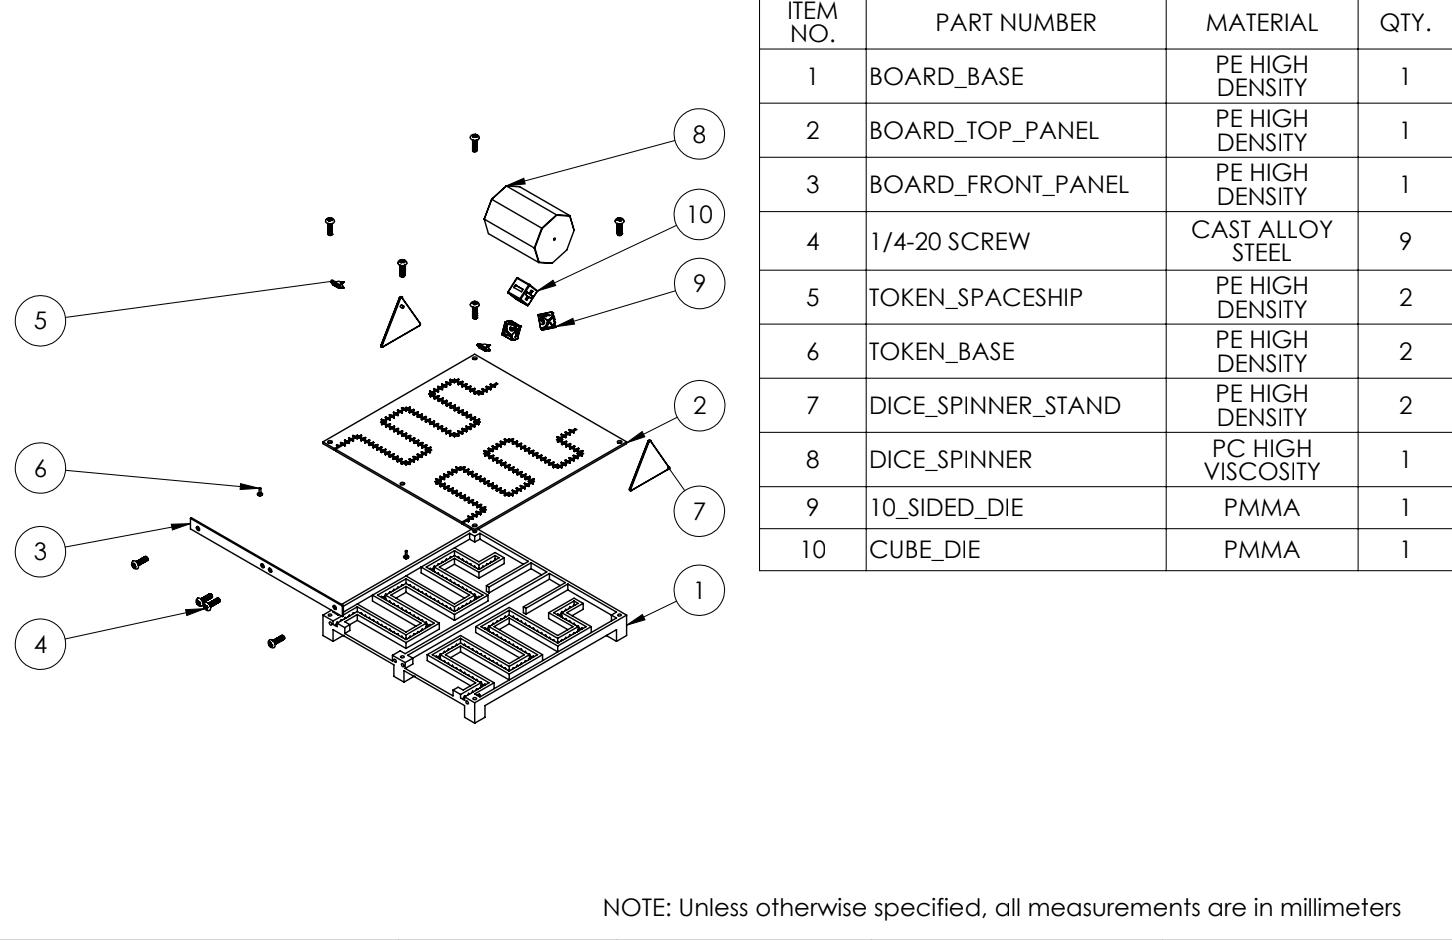 ITEM NO. PART NUMBER MATERIAL QTY.
1 BOARD_BASE PE HIGH DENSITY 1
2 BOARD_TOP_PANEL PE HIGH DENSITY 1
3 BOARD_FRONT_PANEL PE HIGH DENSITY 1
4 1/4-20 SCREW CAST ALLOY STEEL 9
5 TOKEN_SPACESHIP PE HIGH DENSITY 2
6 TOKEN_BASE PE HIGH DENSITY 2
7 DICE_SPINNER_STAND PE HIGH DENSITY 2
8 DICE_SPINNER PC HIGH VISCOSITY 1
9 10_SIDED_DIE PMMA 1
10 CUBE_DIE PMMA 1
8
10
9
5
2
6
7
3
1
4
NOTE: Unless otherwise specified, all measurements are in millimeters